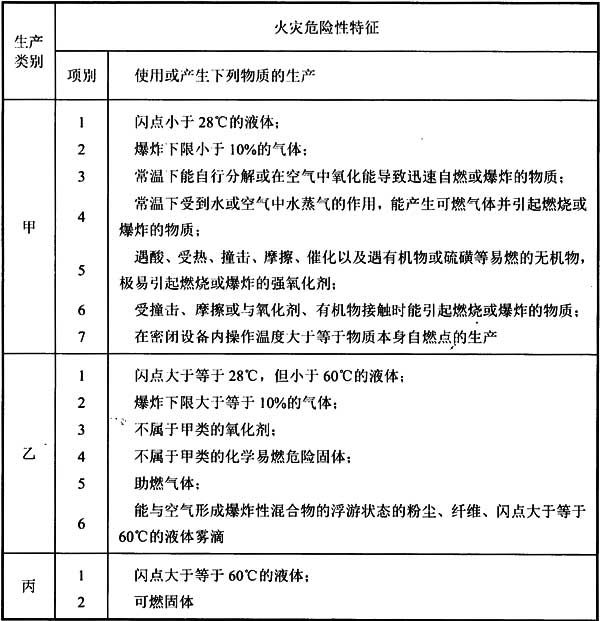 生产类别
火灾危险性特征
项别
使用或产生下列物质的生产
甲
1
闪点小于28℃的液体；
2
爆炸下限小于10%的气体；
3
常温下能自行分解或在空气中氧化能导致迅速自燃或爆炸的物质；
4
常温下受到水或空气中水蒸气的作用，能产生可燃气体并引起燃烧或
爆炸的物质；
5
遇酸、受热、撞击、摩擦、催化以及遇有机物或硫磺等易燃的无机物，
极易引起燃烧或爆炸的强氧化剂；
6
受撞击、摩擦或与氧化剂、有机物接触时能引起燃烧或爆炸的物质；
7
在密闭设备内操作温度大于等于物质本身自燃点的生产
乙
1
闪点大于等于28℃，但小于60℃的液体；
2
爆炸下限大于等于10%的气体；
3
不属于甲类的氧化剂；
4
不属于甲类的化学易燃危险固体；
5
助燃气体；
6
能与空气形成爆炸性混合物的浮游状态的粉尘、纤维、闪点大于等于
60℃的液体雾滴
丙
1
闪点大于等于60℃的液体；
2
可燃固体